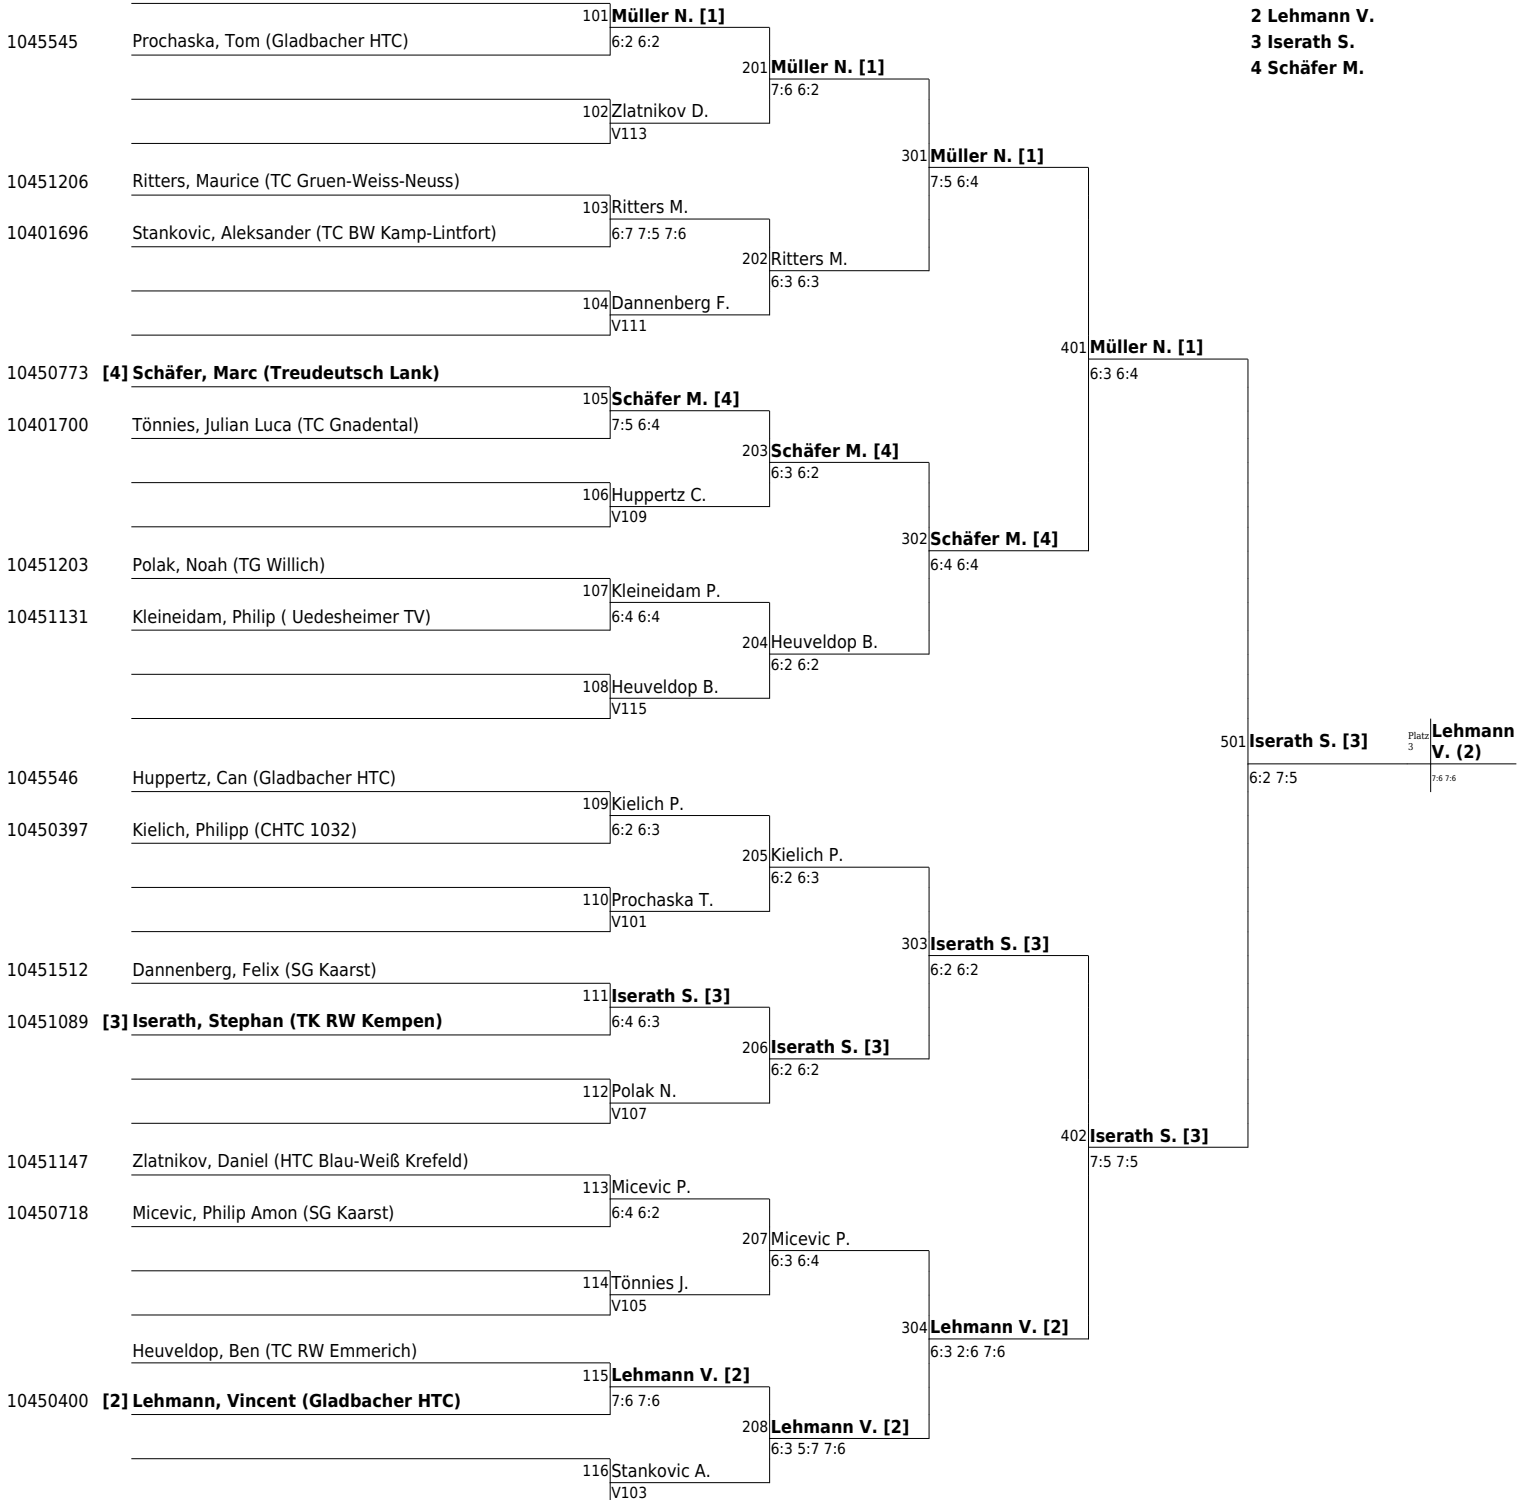 101 Müller N. [1]
2 Lehmann V.
1045545 Prochaska, Tom (Gladbacher HTC)
6:2 6:2
3 Iserath S.
201 Müller N. [1]
4 Schäfer M.
7:6 6:2
102 Zlatnikov D.
V113
301 Müller N. [1]
10451206 Ritters, Maurice (TC Gruen-Weiss-Neuss)
7:5 6:4
103 Ritters M.
10401696 Stankovic, Aleksander (TC BW Kamp-Lintfort)
6:7 7:5 7:6
202 Ritters M.
6:3 6:3
104 Dannenberg F.
V111
401 Müller N. [1]
10450773 [4] Schäfer, Marc (Treudeutsch Lank)
6:3 6:4
105 Schäfer M. [4]
10401700 Tönnies, Julian Luca (TC Gnadental)
7:5 6:4
203 Schäfer M. [4]
6:3 6:2
106 Huppertz C.
V109
302 Schäfer M. [4]
10451203 Polak, Noah (TG Willich)
6:4 6:4
107 Kleineidam P.
10451131 Kleineidam, Philip ( Uedesheimer TV)
6:4 6:4
204 Heuveldop B.
6:2 6:2
108 Heuveldop B.
V115
501 Iserath S. [3]
Platz 3
Lehmann
V. (2)
1045546 Huppertz, Can (Gladbacher HTC)
6:2 7:5
7:6 7:6
109 Kielich P.
10450397 Kielich, Philipp (CHTC 1032)
6:2 6:3
205 Kielich P.
6:2 6:3
110 Prochaska T.
V101
303 Iserath S. [3]
10451512 Dannenberg, Felix (SG Kaarst)
6:2 6:2
111 Iserath S. [3]
10451089 [3] Iserath, Stephan (TK RW Kempen)
6:4 6:3
206 Iserath S. [3]
6:2 6:2
112 Polak N.
V107
402 Iserath S. [3]
10451147 Zlatnikov, Daniel (HTC Blau-Weiß Krefeld)
7:5 7:5
113 Micevic P.
10450718 Micevic, Philip Amon (SG Kaarst)
6:4 6:2
207 Micevic P.
6:3 6:4
114 Tönnies J.
V105
304 Lehmann V. [2]
Heuveldop, Ben (TC RW Emmerich)
6:3 2:6 7:6
115 Lehmann V. [2]
10450400 [2] Lehmann, Vincent (Gladbacher HTC)
7:6 7:6
208 Lehmann V. [2]
6:3 5:7 7:6
116 Stankovic A.
V103